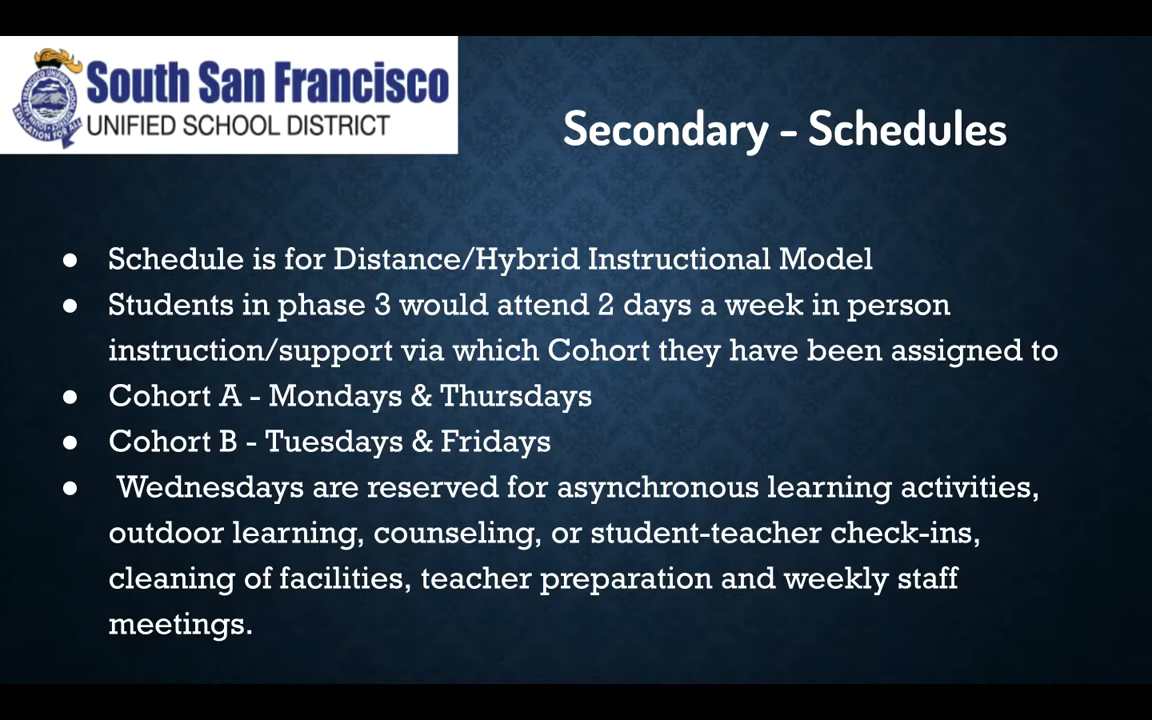 South San Francisco
UNIFIED SCHOOL DISTRICT
Secondary - Schedules
● Schedule is for Distance/Hybrid Instructional Model
● Students in phase 3 would attend 2 days a week in person
instruction/support via which Cohort they have been assigned to
● Cohort A - Mondays & Thursdays
● Cohort B - Tuesdays & Fridays
● Wednesdays are reserved for asynchronous learning activities,
outdoor learning, counseling, or student-teacher check-ins,
cleaning of facilities, teacher preparation and weekly staff
meetings.